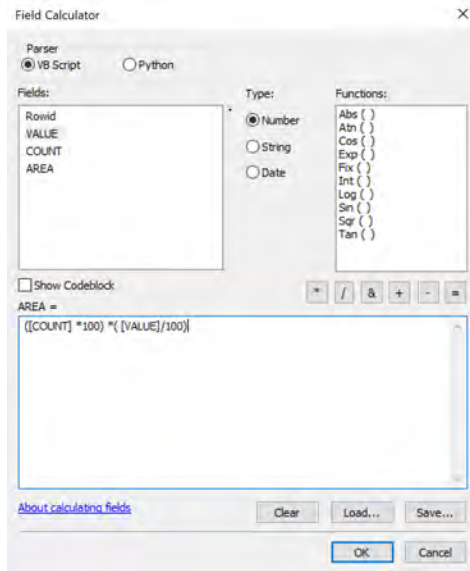 Field Calculator
Parser
VB Script Python
Fields: Type: Functions:
Rowid
VALUE
COUNT
AREA
Number
String
Date
Abs ( )
Atn ( )
Cos ( )
Exp ( )
Fix ( )
Int ( )
Log ( )
Sin ( )
Sqr ( )
Tan ( )
Show Codeblock
* / & + - =
AREA =
([COUNT] *100) *( [VALUE]/100)
About calculating fields
Clear Load... Save...
OK Cancel